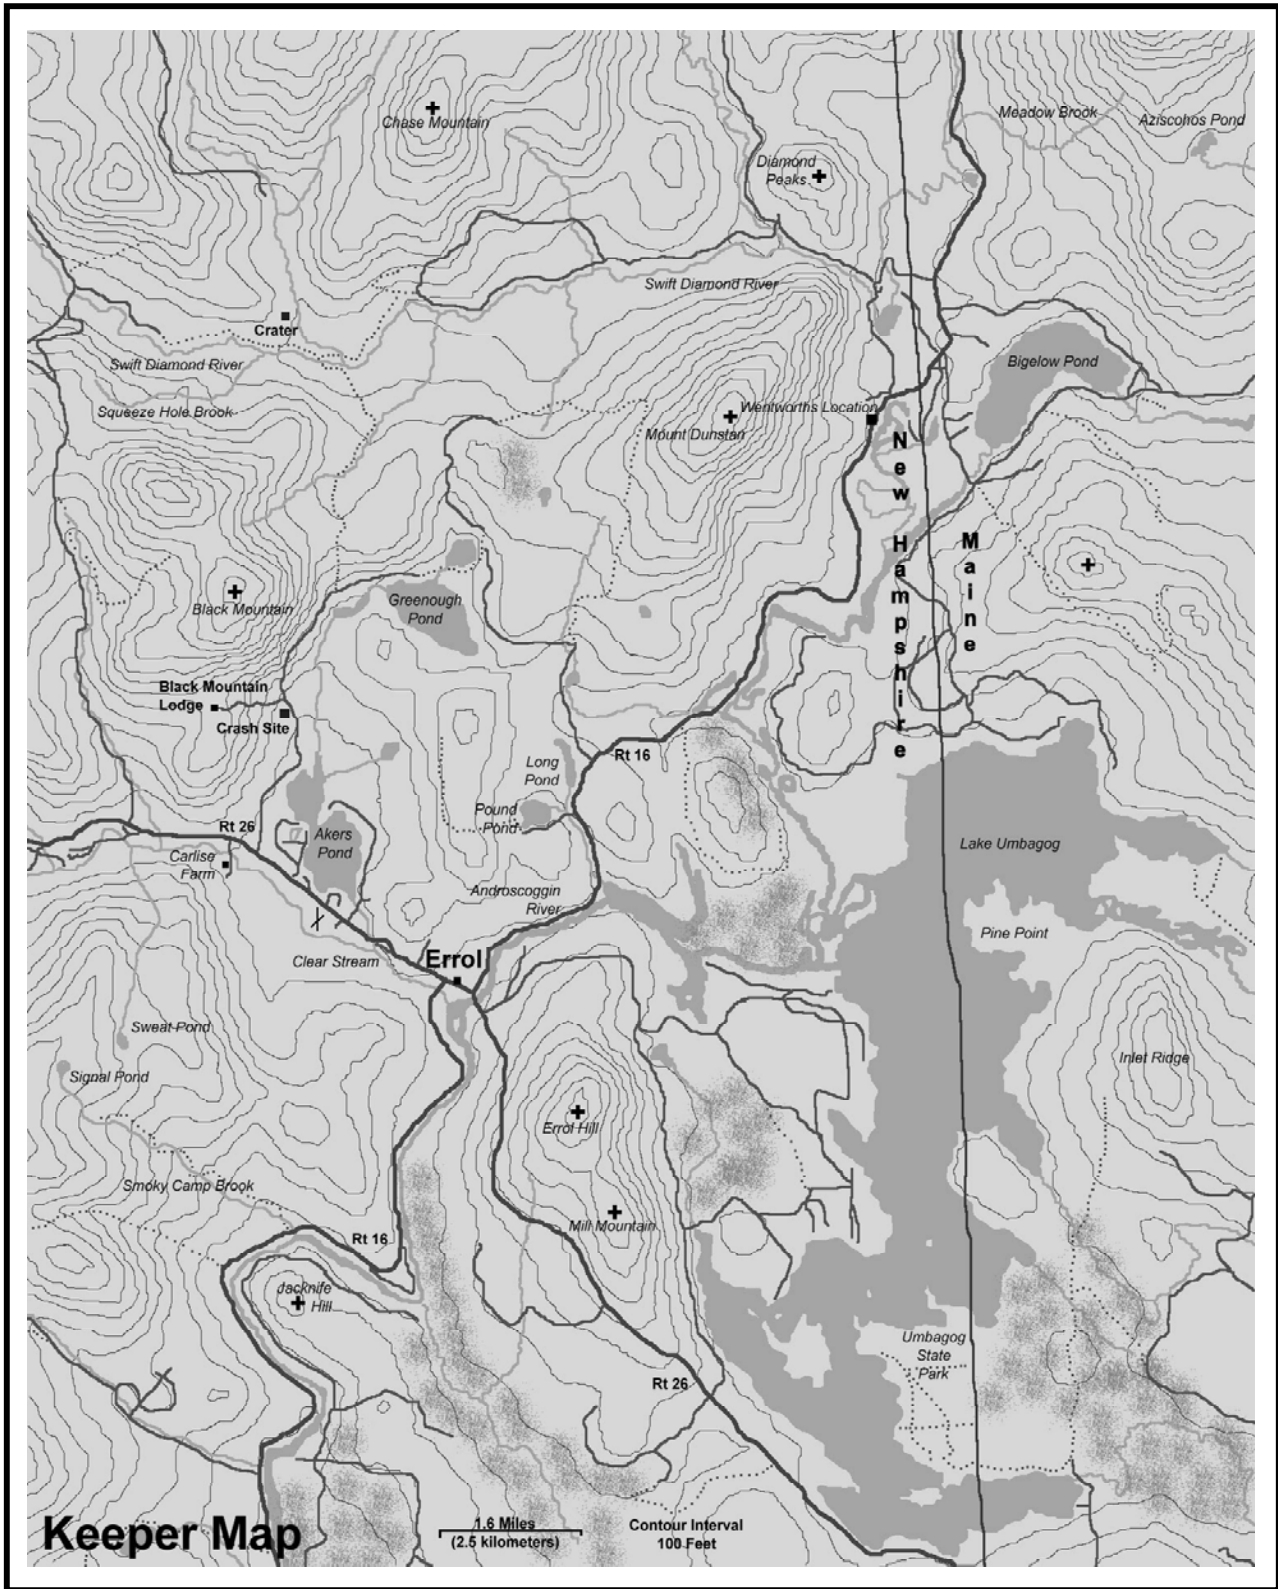 Chase Mountain
Meadow Brook
Aziscohos Pond
Diamond
Peaks
Swift Diamond River
Crater
Swift Diamond River
Bigelow Pond
Squeeze Hole Brook
Wentworths Location
Mount Dunstan
New Hampshire
Maine
Black Mountain
Greenough
Pond
Black Mountain
Lodge
Crash Site
Rt 16
Long
Pond
Pound
Pond
Rt 26
Akers
Pond
Lake Umbagog
Carlise
Farm
Androscoggin
River
Pine Point
Errol
Clear Stream
Sweat Pond
Inlet Ridge
Signal Pond
Errol Hill
Smoky Camp Brook
Mill Mountain
Rt 16
Jacknife
Hill
Umbagog
State
Park
Rt 26
Keeper Map
1.6 Miles
(2.5 kilometers)
Contour Interval
100 Feet